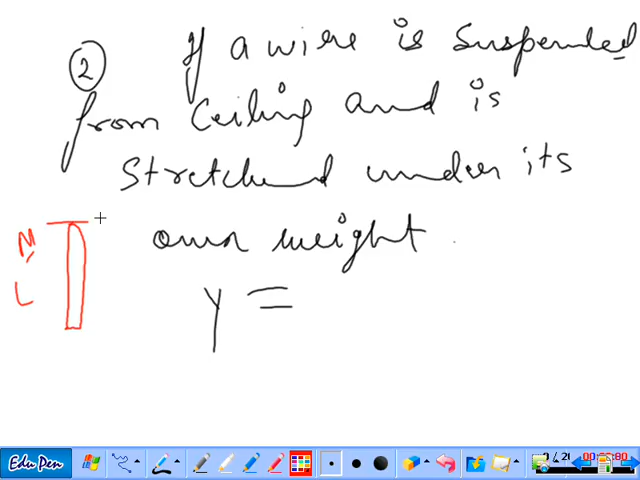 ② If a wire is suspended
from Ceiling and is
stretched under its
own weight.
M
L
Y =
Edu Pen